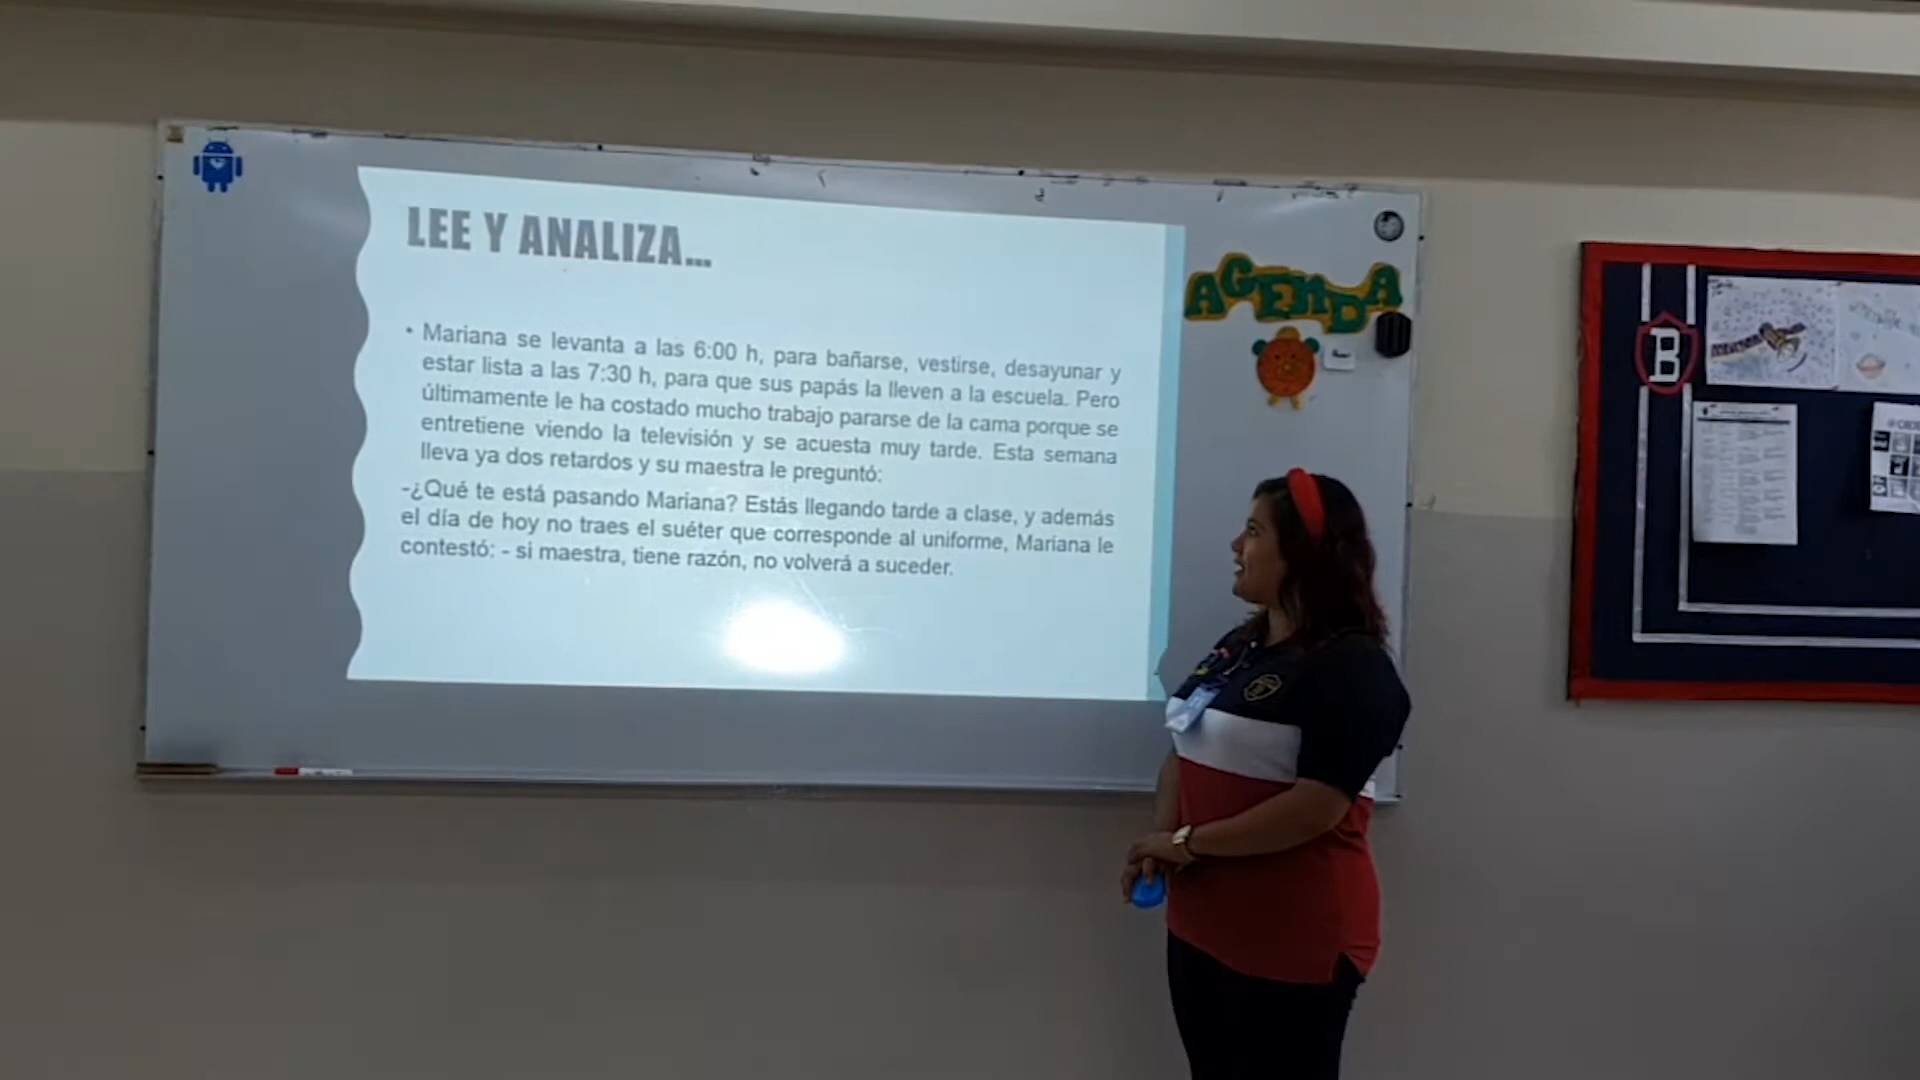 LEE Y ANALIZA...
• Mariana se levanta a las 6:00 h, para bañarse, vestirse, desayunar y
estar lista a las 7:30 h, para que sus papás la lleven a la escuela. Pero
últimamente le ha costado mucho trabajo pararse de la cama porque se
entretiene viendo la televisión y se acuesta muy tarde. Esta semana
lleva ya dos retardos y su maestra le preguntó:
-¿Qué te está pasando Mariana? Estás llegando tarde a clase, y además
el día de hoy no traes el suéter que corresponde al uniforme, Mariana le
contestó: - si maestra, tiene razón, no volverá a suceder.
AGENDA
B